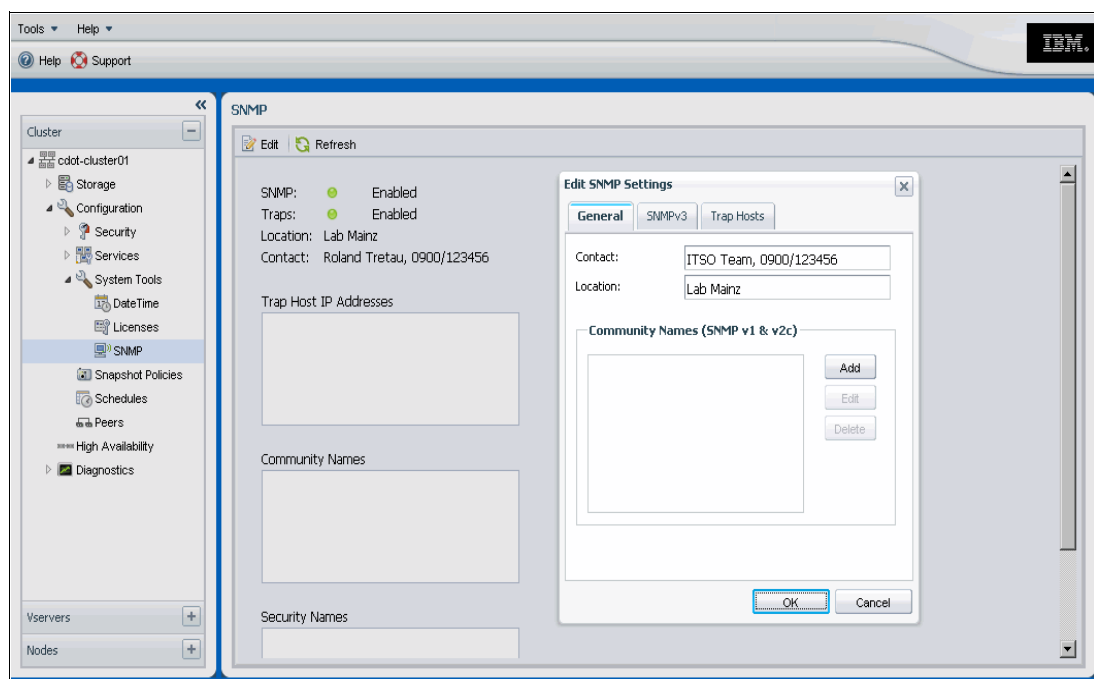 Tools Help
IBM.
Help Support
Cluster
cdot-cluster01
Storage
Configuration
Security
Services
System Tools
DateTime
Licenses
SNMP
Snapshot Policies
Schedules
Peers
High Availability
Diagnostics
Vservers
Nodes
SNMP
Edit Refresh
SNMP: Enabled
Traps: Enabled
Location: Lab Mainz
Contact: Roland Tretau, 0900/123456
Trap Host IP Addresses
Community Names
Security Names
Edit SNMP Settings
General SNMPv3 Trap Hosts
Contact: ITSO Team, 0900/123456
Location: Lab Mainz
Community Names (SNMP v1 & v2c)
Add
Edit
Delete
OK Cancel